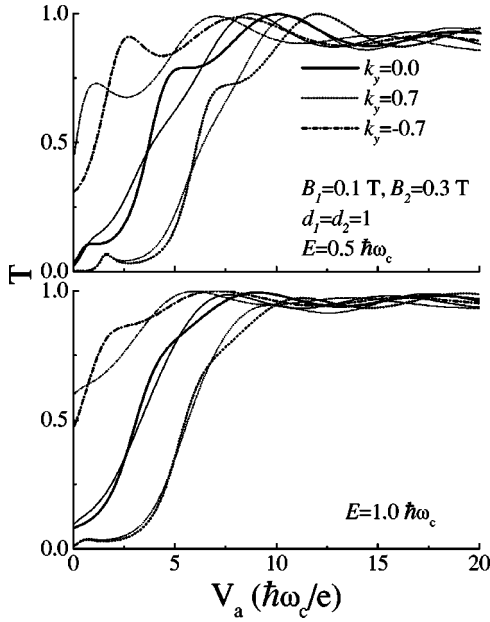 1.0
k_y=0.0
k_y=0.7
k_y=-0.7
0.5
B_1=0.1 T, B_2=0.3 T
d_1=d_2=1
E=0.5 ℏω_c
0.0
T
1.0
0.5
E=1.0 ℏω_c
0.0
0 5 10 15 20
V_a (ℏω_c/e)